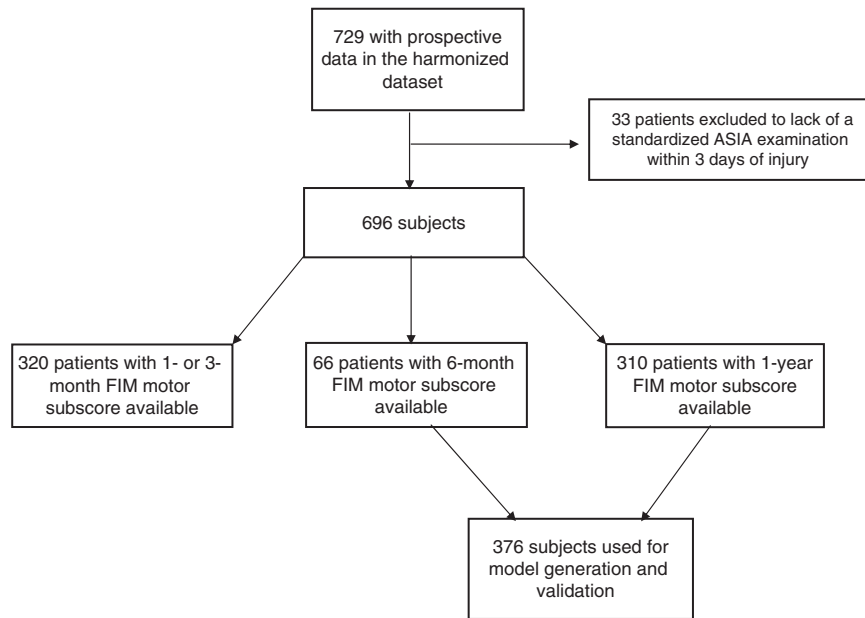 729 with prospective
data in the harmonized
dataset
33 patients excluded to lack of a
standardized ASIA examination
within 3 days of injury
696 subjects
320 patients with 1- or 3-
month FIM motor
subscore available
66 patients with 6-month
FIM motor subscore
available
310 patients with 1-year
FIM motor subscore
available
376 subjects used for
model generation and
validation